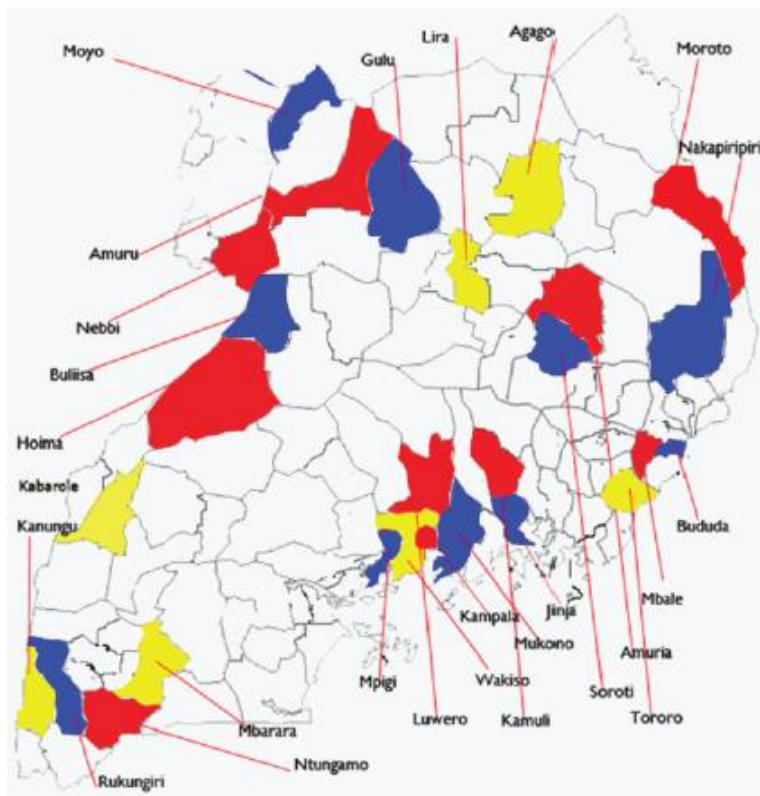 Moyo
Lira
Agago
Gulu
Moroto
Nakapiripiri
Amuru
Nebbi
Buliisa
Hoima
Kabarole
Kanungu
Bududa
Mbale
Jinja
Kampala
Mukono
Amuria
Mpigi
Wakiso
Soroti
Luwero
Kamuli
Tororo
Mbarara
Ntungamo
Rukungiri